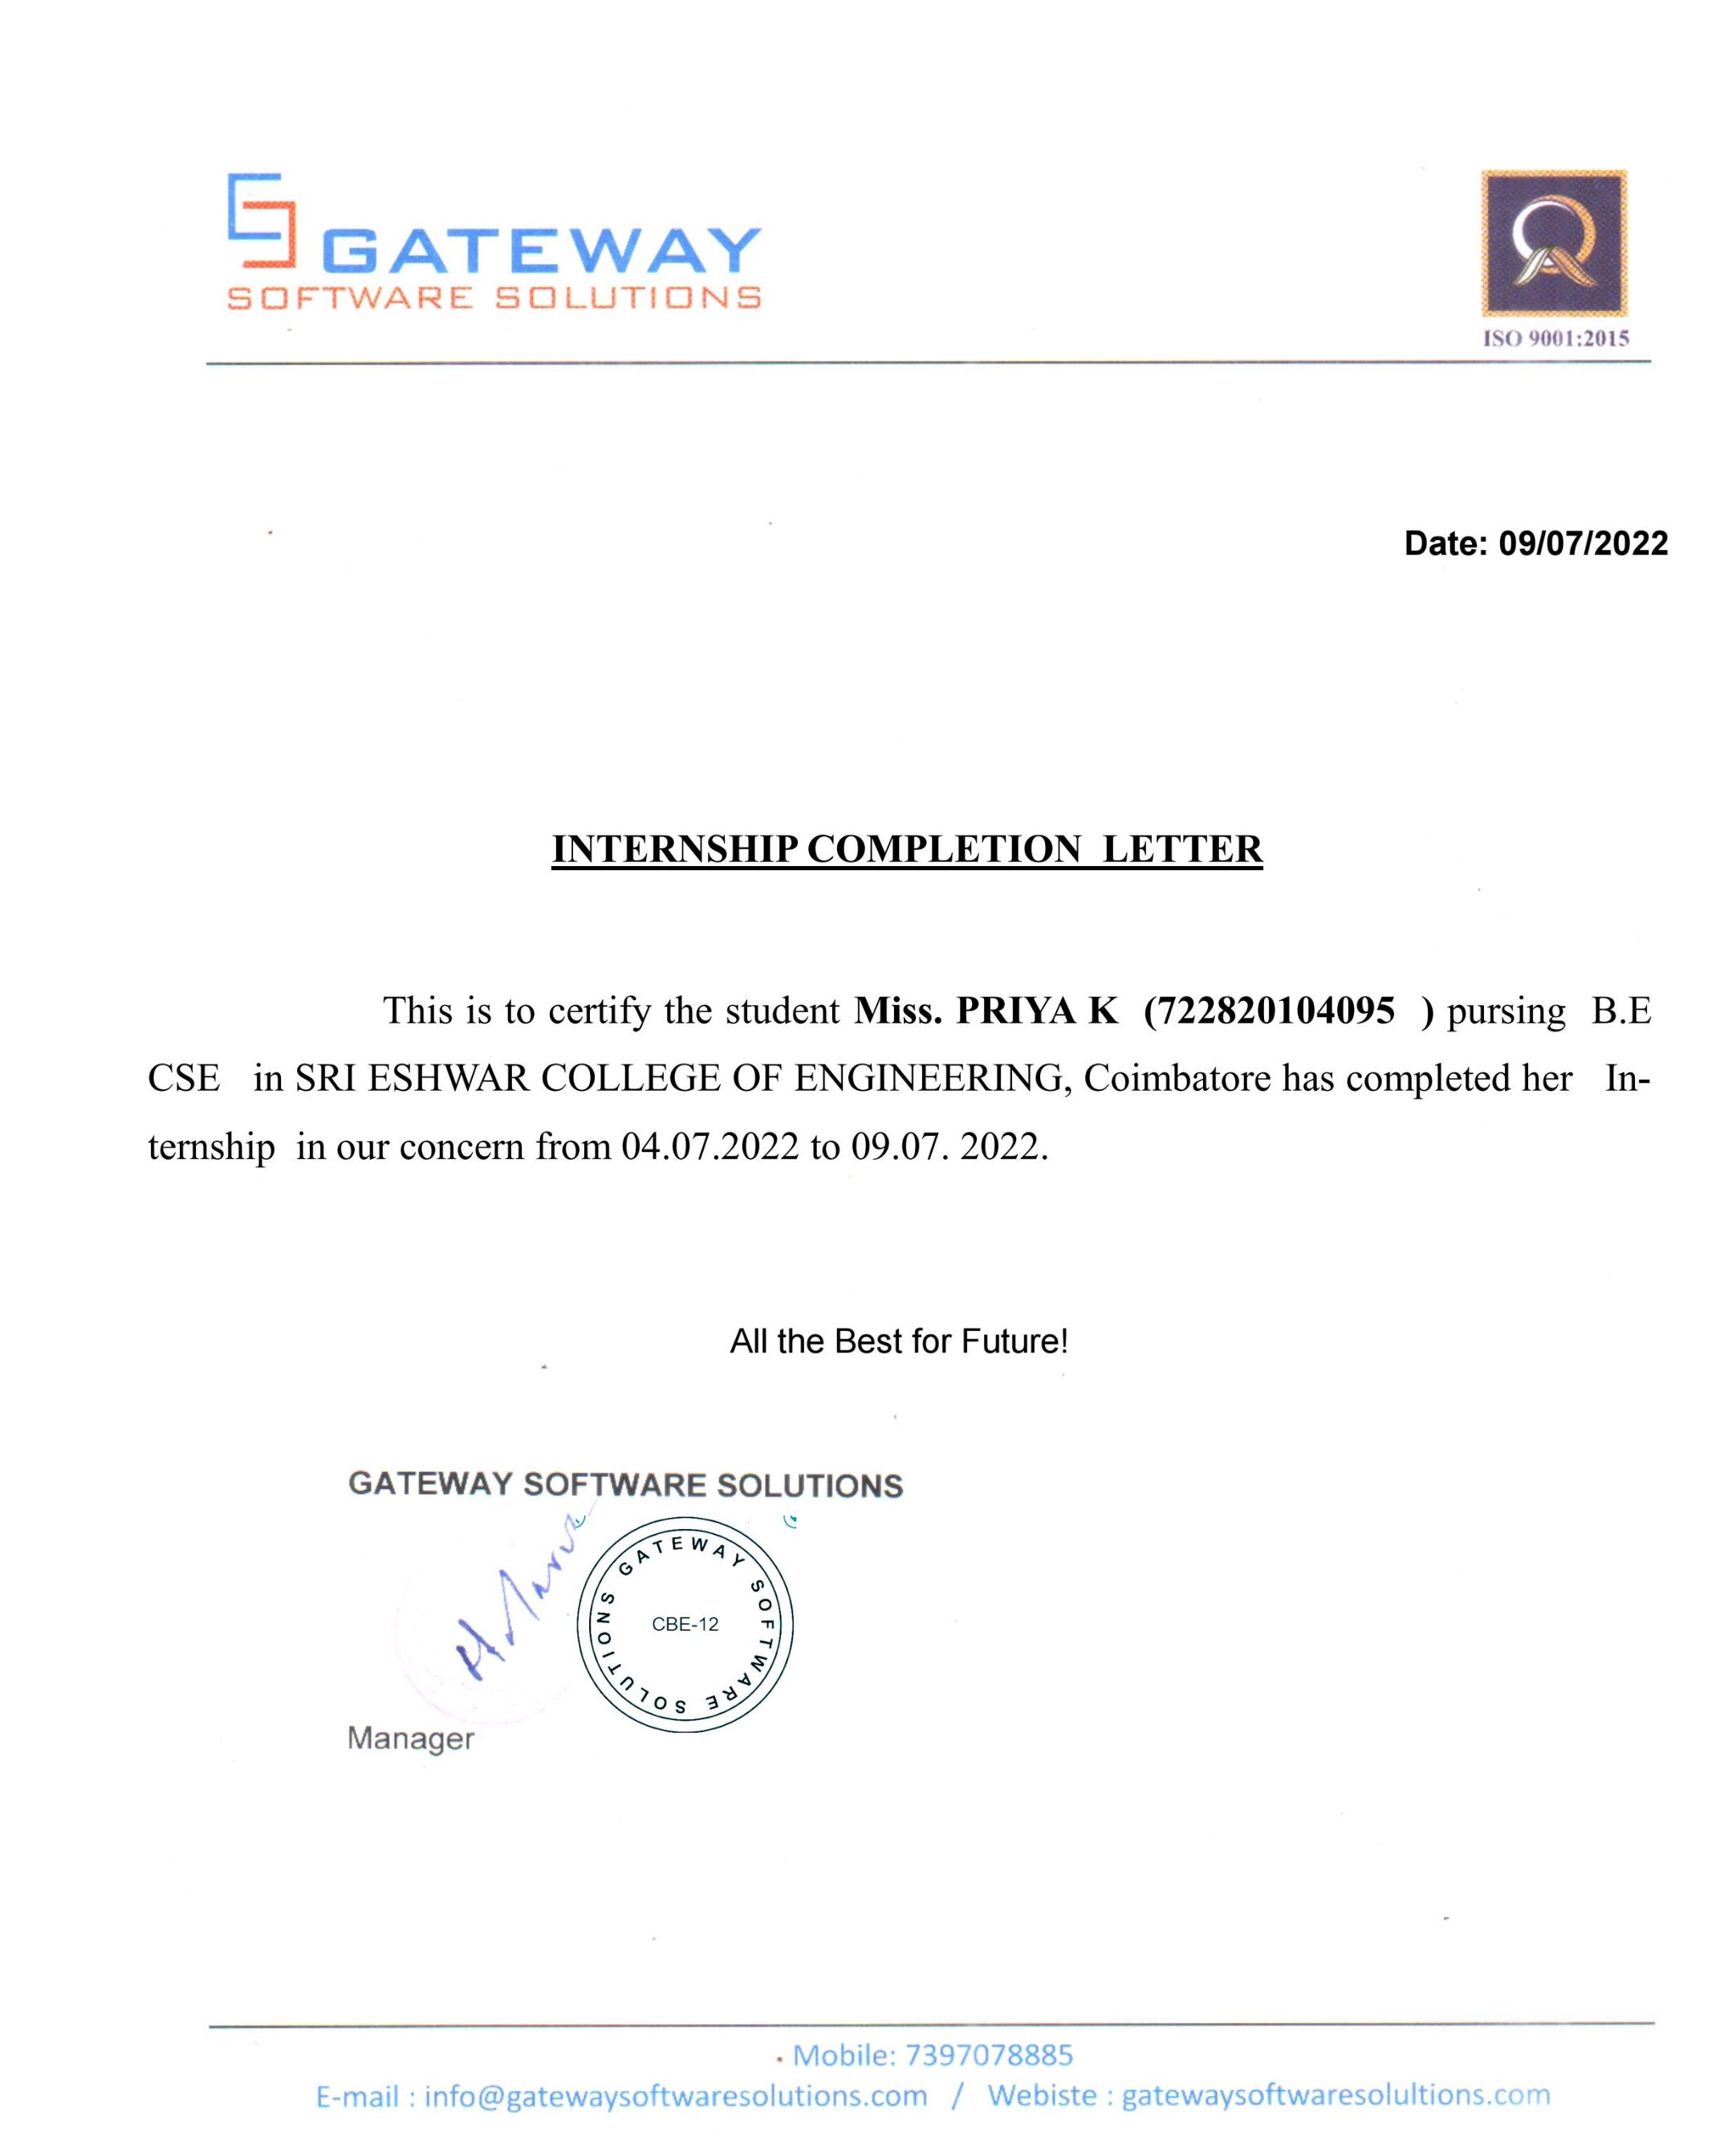 GATEWAY
SOFTWARE SOLUTIONS
ISO 9001:2015
Date: 09/07/2022
INTERNSHIP COMPLETION LETTER
This is to certify the student Miss. PRIYA K (722820104095 ) pursing B.E
CSE in SRI ESHWAR COLLEGE OF ENGINEERING, Coimbatore has completed her In-
ternship in our concern from 04.07.2022 to 09.07. 2022.
All the Best for Future!
GATEWAY SOFTWARE SOLUTIONS
GATEWAY SOFTWARE SOLUTIONS
CBE-12
Manager
Mobile: 7397078885
E-mail : info@gatewaysoftwaresolutions.com / Webiste : gatewaysoftwaresolultions.com